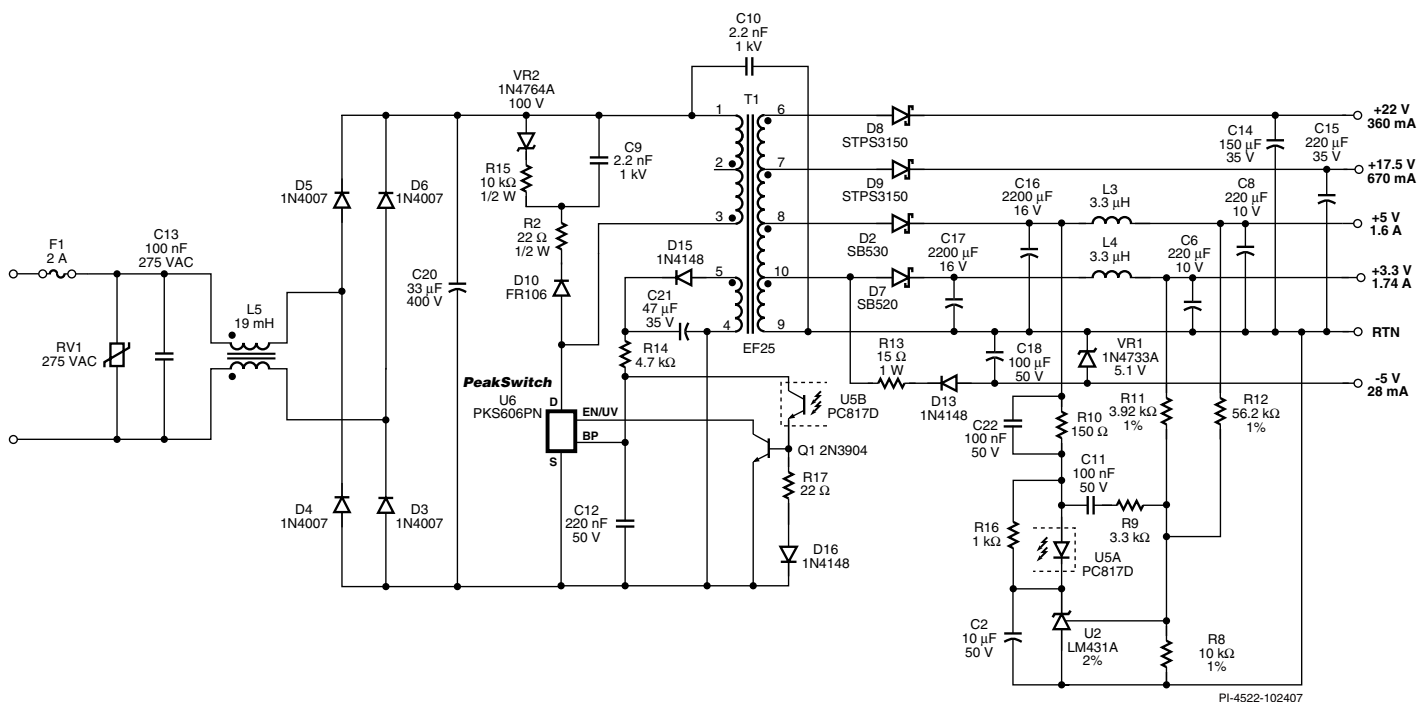 C10
2.2 nF
1 kV
VR2
1N4764A
100 V
T1
1
2
3
5
4
6
7
8
10
9
EF25
D8
STPS3150
D9
STPS3150
D2
SB530
D7
SB520
C14
150 µF
35 V
C15
220 µF
35 V
+22 V
360 mA
+17.5 V
670 mA
+5 V
1.6 A
+3.3 V
1.74 A
RTN
-5 V
28 mA
C9
2.2 nF
1 kV
R15
10 kΩ
1/2 W
R2
22 Ω
1/2 W
D10
FR106
D5
1N4007
D6
1N4007
F1
2 A
C13
100 nF
275 VAC
RV1
275 VAC
L5
19 mH
C20
33 µF
400 V
D15
1N4148
C21
47 µF
35 V
R14
4.7 kΩ
C16
2200 µF
16 V
C17
2200 µF
16 V
L3
3.3 µH
L4
3.3 µH
C8
220 µF
10 V
C6
220 µF
10 V
R13
15 Ω
1 W
D13
1N4148
C18
100 µF
50 V
VR1
1N4733A
5.1 V
PeakSwitch
U6
PKS606PN
D
EN/UV
BP
S
U5B
PC817D
Q1 2N3904
R17
22 Ω
D16
1N4148
C12
220 nF
50 V
D4
1N4007
D3
1N4007
C22
100 nF
50 V
R10
150 Ω
R11
3.92 kΩ
1%
R12
56.2 kΩ
1%
C11
100 nF
50 V
R9
3.3 kΩ
R16
1 kΩ
U5A
PC817D
C2
10 µF
50 V
U2
LM431A
2%
R8
10 kΩ
1%
PI-4522-102407